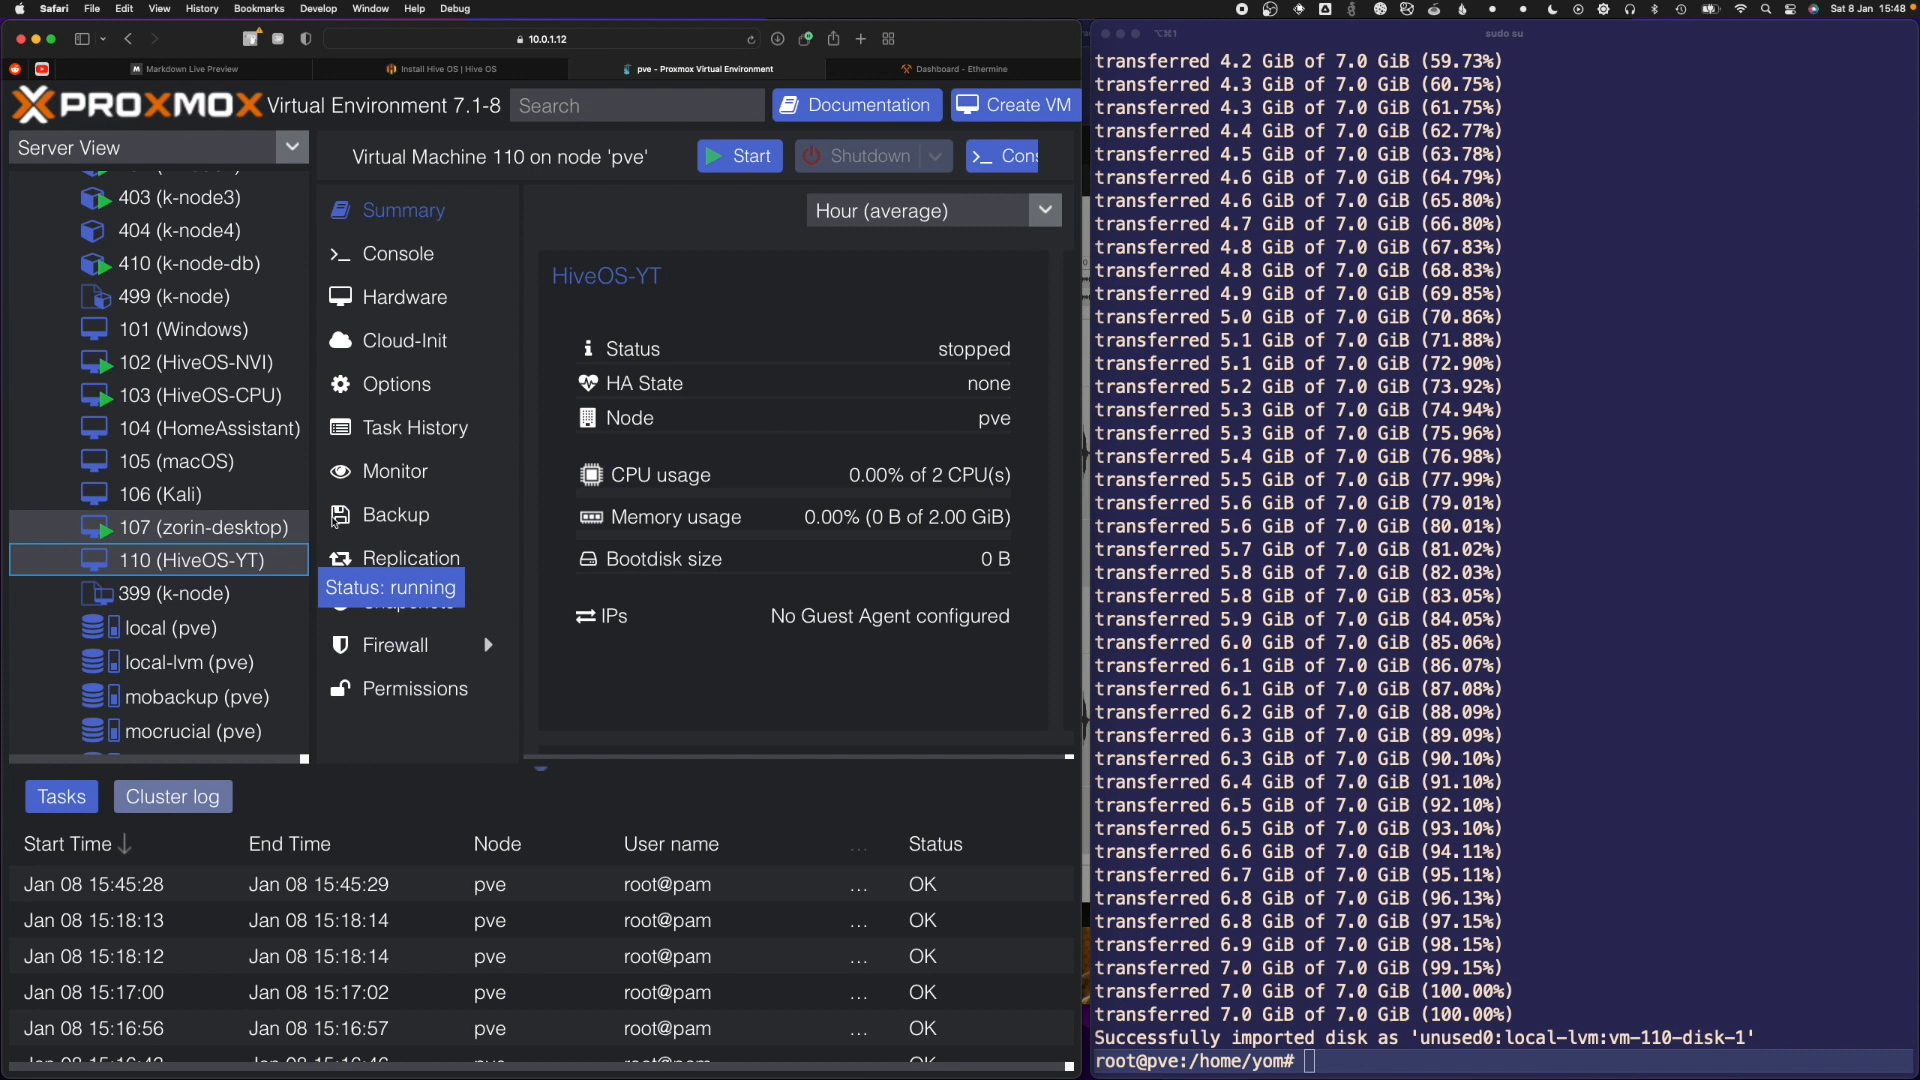 Safari File Edit View History Bookmarks Develop Window Help Debug
Sat 8 Jan 15:48
10.0.1.12
Markdown Live Preview
Install Hive OS | Hive OS
pve - Proxmox Virtual Environment
Dashboard - Ethermine
PROXMOX Virtual Environment 7.1-8
Search
Documentation
Create VM
Server View
403 (k-node3)
404 (k-node4)
410 (k-node-db)
499 (k-node)
101 (Windows)
102 (HiveOS-NVI)
103 (HiveOS-CPU)
104 (HomeAssistant)
105 (macOS)
106 (Kali)
107 (zorin-desktop)
110 (HiveOS-YT)
399 (k-node)
local (pve)
local-lvm (pve)
mobackup (pve)
mocrucial (pve)
Virtual Machine 110 on node 'pve'
Start
Shutdown
Cons
Summary
Console
Hardware
Cloud-Init
Options
Task History
Monitor
Backup
Replication
Status: running
Snapshots
Firewall
Permissions
Hour (average)
HiveOS-YT
Status stopped
HA State none
Node pve
CPU usage 0.00% of 2 CPU(s)
Memory usage 0.00% (0 B of 2.00 GiB)
Bootdisk size 0 B
IPs No Guest Agent configured
Tasks
Cluster log
Start Time End Time Node User name ... Status
Jan 08 15:45:28 Jan 08 15:45:29 pve root@pam ... OK
Jan 08 15:18:13 Jan 08 15:18:14 pve root@pam ... OK
Jan 08 15:18:12 Jan 08 15:18:14 pve root@pam ... OK
Jan 08 15:17:00 Jan 08 15:17:02 pve root@pam ... OK
Jan 08 15:16:56 Jan 08 15:16:57 pve root@pam ... OK
⌥⌘1
sudo su
transferred 4.2 GiB of 7.0 GiB (59.73%)
transferred 4.3 GiB of 7.0 GiB (60.75%)
transferred 4.3 GiB of 7.0 GiB (61.75%)
transferred 4.4 GiB of 7.0 GiB (62.77%)
transferred 4.5 GiB of 7.0 GiB (63.78%)
transferred 4.6 GiB of 7.0 GiB (64.79%)
transferred 4.6 GiB of 7.0 GiB (65.80%)
transferred 4.7 GiB of 7.0 GiB (66.80%)
transferred 4.8 GiB of 7.0 GiB (67.83%)
transferred 4.8 GiB of 7.0 GiB (68.83%)
transferred 4.9 GiB of 7.0 GiB (69.85%)
transferred 5.0 GiB of 7.0 GiB (70.86%)
transferred 5.1 GiB of 7.0 GiB (71.88%)
transferred 5.1 GiB of 7.0 GiB (72.90%)
transferred 5.2 GiB of 7.0 GiB (73.92%)
transferred 5.3 GiB of 7.0 GiB (74.94%)
transferred 5.3 GiB of 7.0 GiB (75.96%)
transferred 5.4 GiB of 7.0 GiB (76.98%)
transferred 5.5 GiB of 7.0 GiB (77.99%)
transferred 5.6 GiB of 7.0 GiB (79.01%)
transferred 5.6 GiB of 7.0 GiB (80.01%)
transferred 5.7 GiB of 7.0 GiB (81.02%)
transferred 5.8 GiB of 7.0 GiB (82.03%)
transferred 5.8 GiB of 7.0 GiB (83.05%)
transferred 5.9 GiB of 7.0 GiB (84.05%)
transferred 6.0 GiB of 7.0 GiB (85.06%)
transferred 6.1 GiB of 7.0 GiB (86.07%)
transferred 6.1 GiB of 7.0 GiB (87.08%)
transferred 6.2 GiB of 7.0 GiB (88.09%)
transferred 6.3 GiB of 7.0 GiB (89.09%)
transferred 6.3 GiB of 7.0 GiB (90.10%)
transferred 6.4 GiB of 7.0 GiB (91.10%)
transferred 6.5 GiB of 7.0 GiB (92.10%)
transferred 6.5 GiB of 7.0 GiB (93.10%)
transferred 6.6 GiB of 7.0 GiB (94.11%)
transferred 6.7 GiB of 7.0 GiB (95.11%)
transferred 6.8 GiB of 7.0 GiB (96.13%)
transferred 6.8 GiB of 7.0 GiB (97.15%)
transferred 6.9 GiB of 7.0 GiB (98.15%)
transferred 7.0 GiB of 7.0 GiB (99.15%)
transferred 7.0 GiB of 7.0 GiB (100.00%)
transferred 7.0 GiB of 7.0 GiB (100.00%)
Successfully imported disk as 'unused0:local-lvm:vm-110-disk-1'
root@pve:/home/yom#